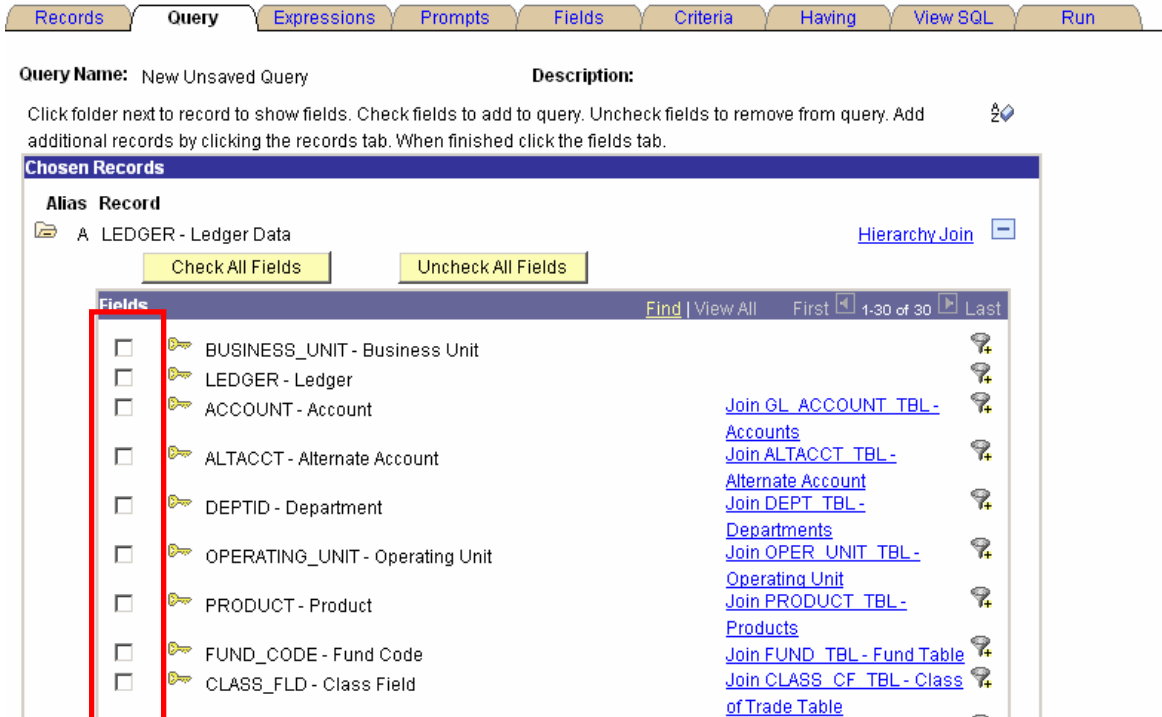 Records Query Expressions Prompts Fields Criteria Having View SQL Run
Query Name: New Unsaved Query Description:
Click folder next to record to show fields. Check fields to add to query. Uncheck fields to remove from query. Add
additional records by clicking the records tab. When finished click the fields tab.
A
Z
Chosen Records
Alias Record
A LEDGER - Ledger Data Hierarchy Join
Check All Fields Uncheck All Fields
Fields Find | View All First 1-30 of 30 Last
BUSINESS_UNIT - Business Unit
LEDGER - Ledger
ACCOUNT - Account Join GL_ACCOUNT_TBL -
Accounts
ALTACCT - Alternate Account Join ALTACCT_TBL -
Alternate Account
DEPTID - Department Join DEPT_TBL -
Departments
OPERATING_UNIT - Operating Unit Join OPER_UNIT_TBL -
Operating Unit
PRODUCT - Product Join PRODUCT_TBL -
Products
FUND_CODE - Fund Code Join FUND_TBL - Fund Table
CLASS_FLD - Class Field Join CLASS_CF_TBL - Class
of Trade Table